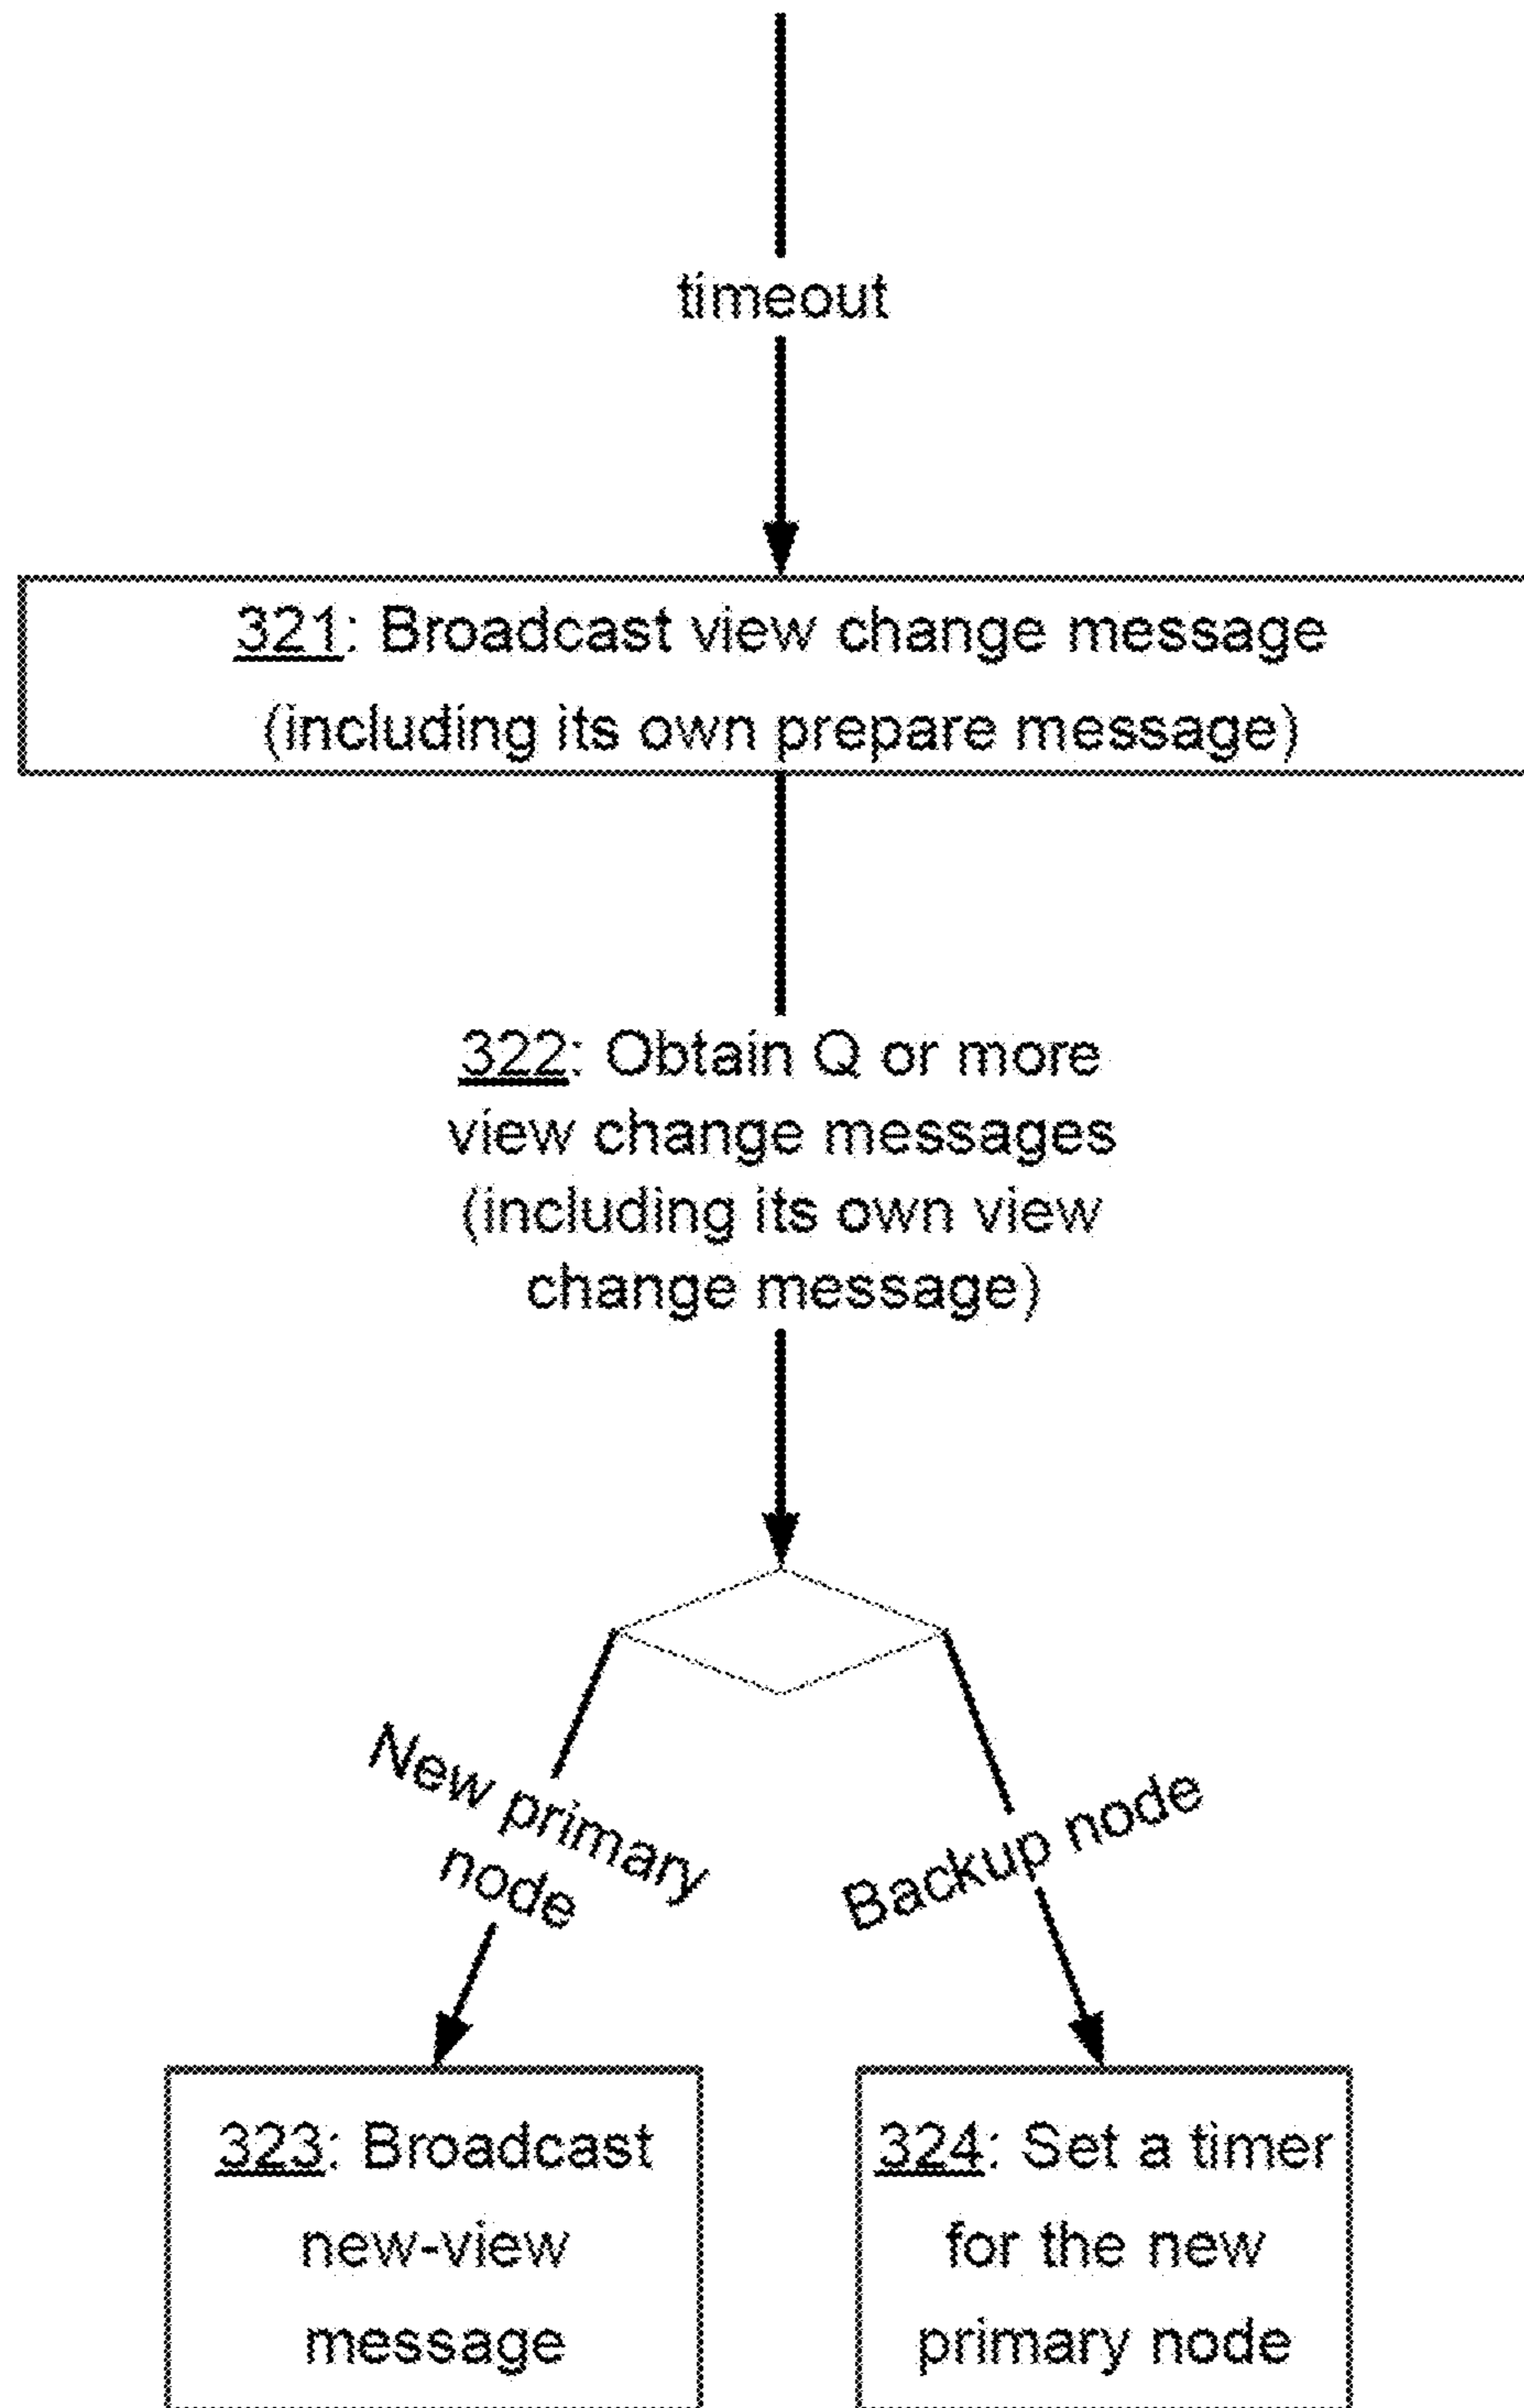 timeout
321: Broadcast view change message
(including its own prepare message)
322: Obtain Q or more
view change messages
(including its own view
change message)
New primary
node
Backup node
323: Broadcast
new-view
message
324: Set a timer
for the new
primary node